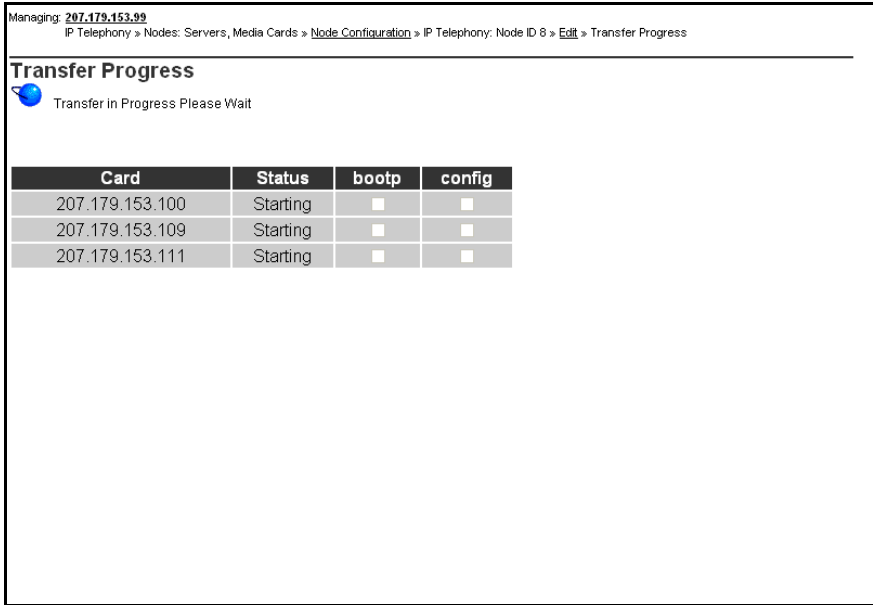 Managing: 207.179.153.99
IP Telephony » Nodes: Servers, Media Cards » Node Configuration » IP Telephony: Node ID 8 » Edit » Transfer Progress
Transfer Progress
Transfer in Progress Please Wait
Card Status bootp config
207.179.153.100 Starting
207.179.153.109 Starting
207.179.153.111 Starting